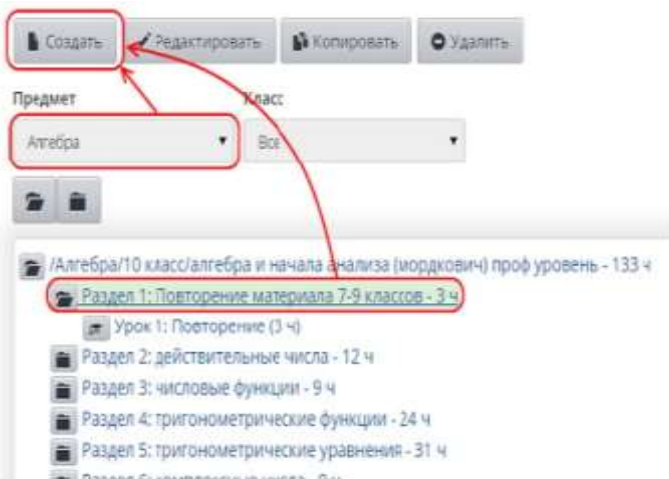 Создать Редактировать Копировать Удалить
Предмет Класс
Алгебра Все
/Алгебра/10 класс/алгебра и начала анализа (мордкович) проф уровень - 133 ч
Раздел 1: Повторение материала 7-9 классов - 3 ч
Урок 1: Повторение (3 ч)
Раздел 2: действительные числа - 12 ч
Раздел 3: числовые функции - 9 ч
Раздел 4: тригонометрические функции - 24 ч
Раздел 5: тригонометрические уравнения - 31 ч